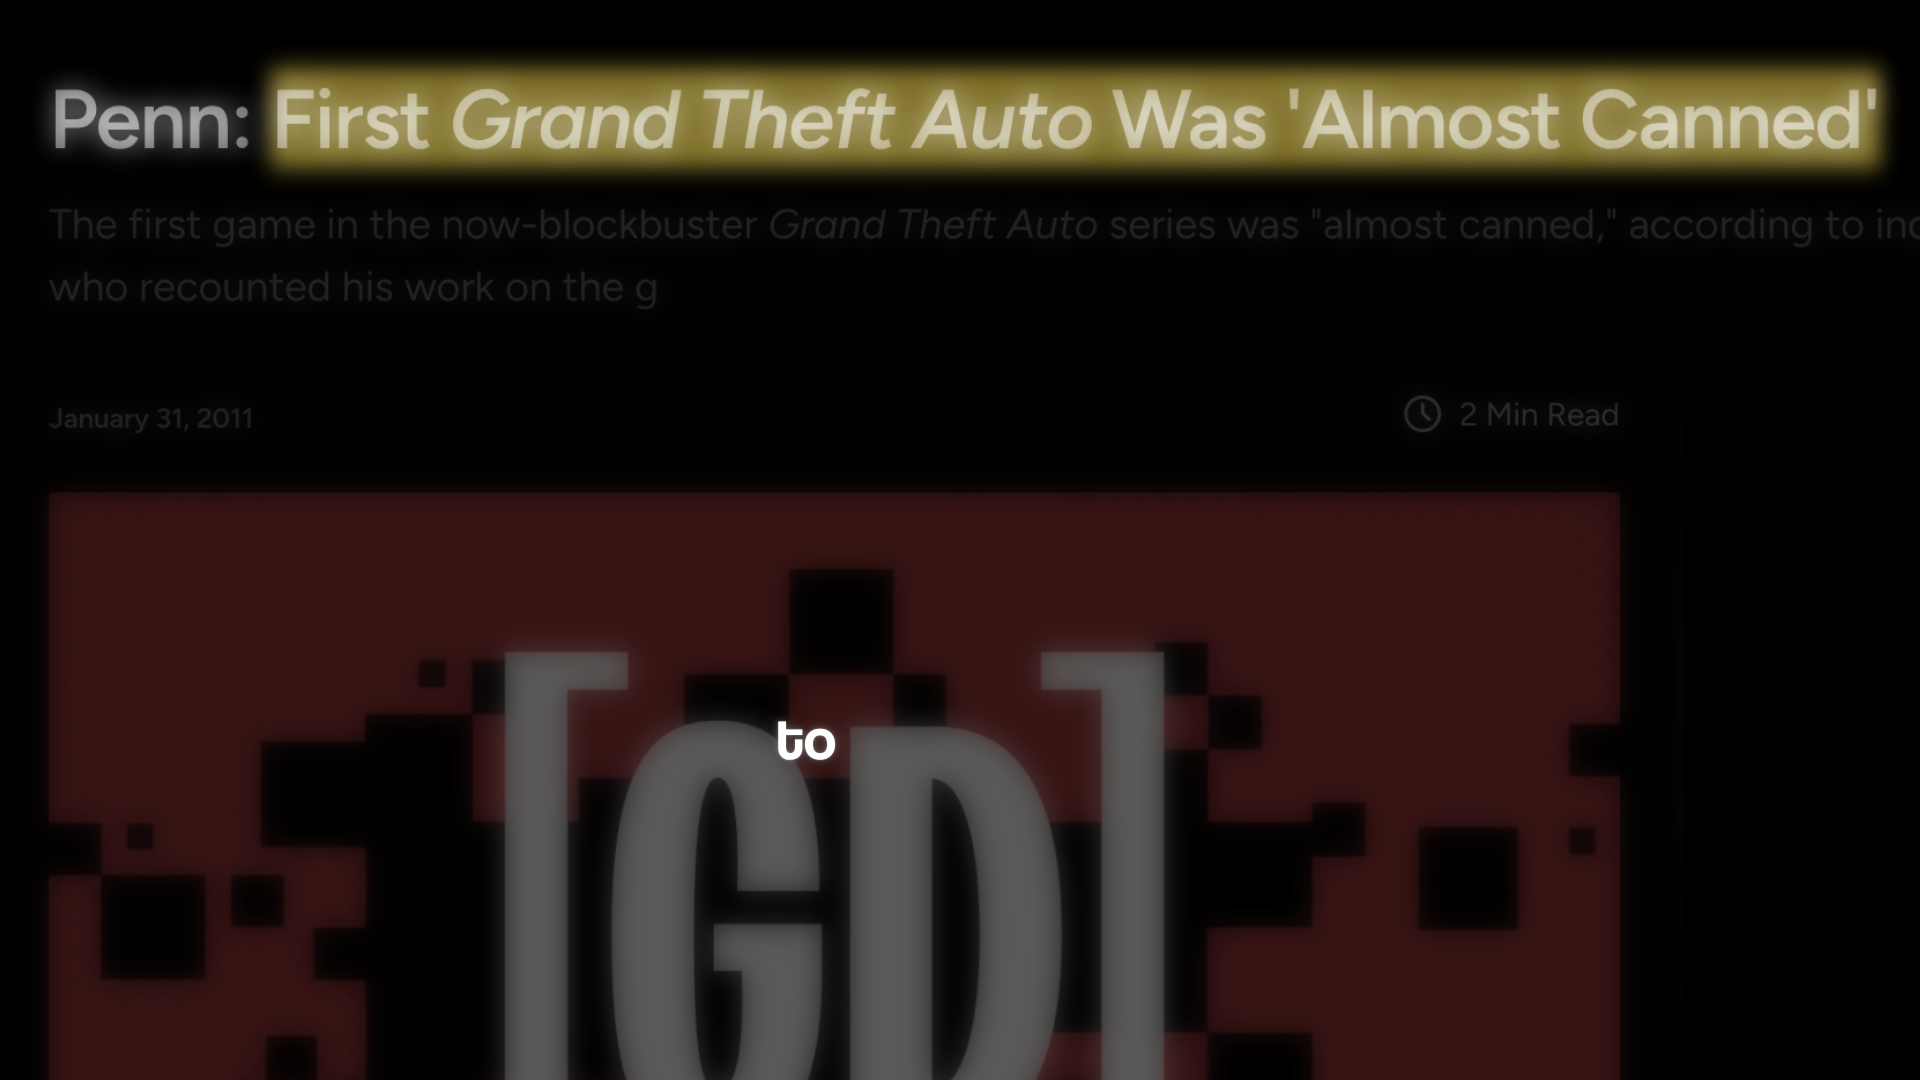 Penn: First Grand Theft Auto Was 'Almost Canned'
The first game in the now-blockbuster Grand Theft Auto series was "almost canned," according to
who recounted his work on the g
January 31, 2011
2 Min Read
[GD]
to